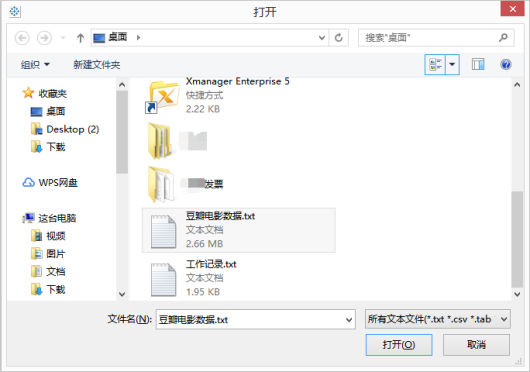 打开
桌面
搜索"桌面"
组织 新建文件夹
收藏夹
桌面
Desktop (2)
下载
WPS网盘
这台电脑
视频
图片
文档
下载
Xmanager Enterprise 5
快捷方式
2.22 KB
发票
豆瓣电影数据.txt
文本文档
2.66 MB
工作记录.txt
文本文档
1.95 KB
文件名(N): 豆瓣电影数据.txt 所有文本文件(*.txt *.csv *.tab
打开(O) 取消